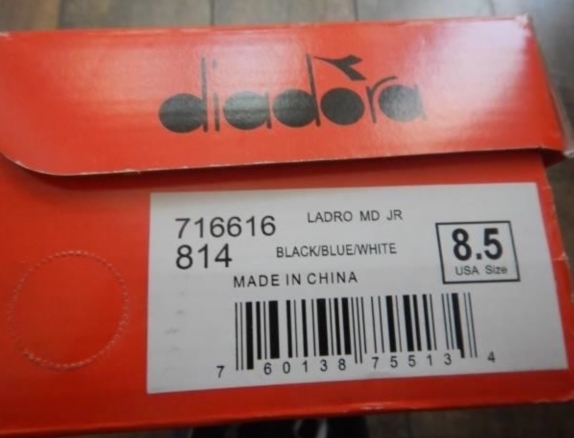 diadora
716616 LADRO MD JR
814 BLACK/BLUE/WHITE
MADE IN CHINA
8.5
USA Size
7 60138 75513 4